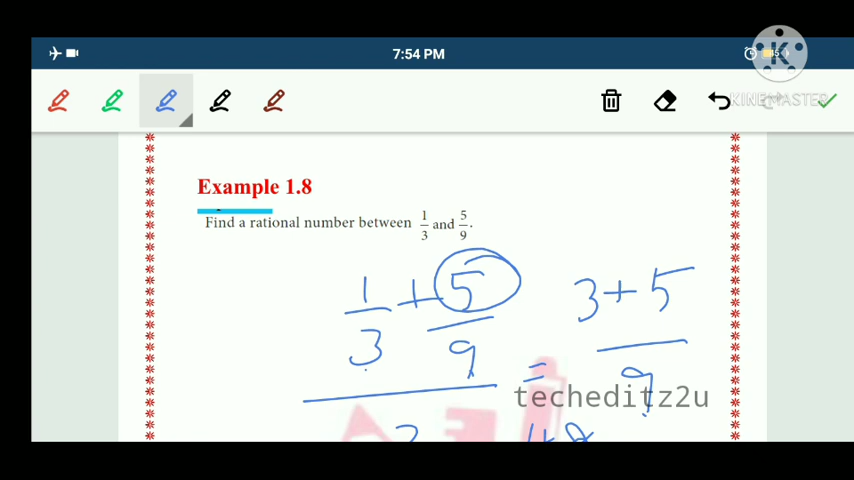 7:54 PM
KINEMASTER
Example 1.8
Find a rational number between 1/3 and 5/9.
1/3 + 5/9 = 3+5/9
techeditz2u